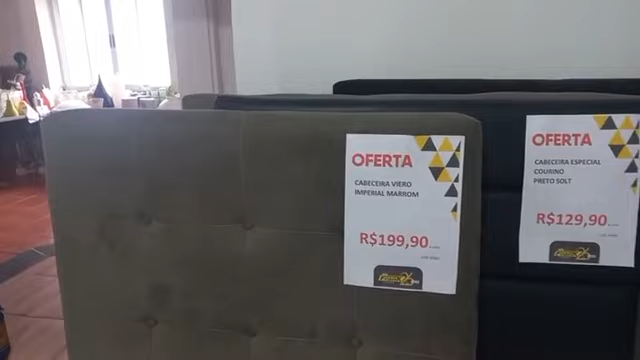 OFERTA
CABECEIRA VIERO
IMPERIAL MARROM
R$199,90
OFERTA
CABECEIRA ESPECIAL
COURINO
PRETO SOLT
R$129,90